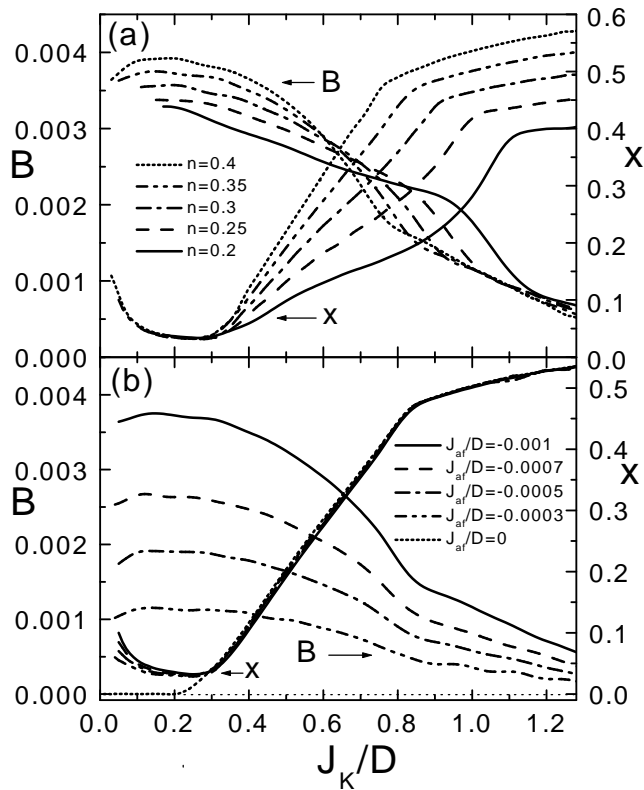 (a)
0.004
0.003
0.002
0.001
0.000
B
B
x
n=0.4
n=0.35
n=0.3
n=0.25
n=0.2
0.6
0.5
0.4
0.3
0.2
0.1
0.0
x
(b)
0.004
0.003
0.002
0.001
0.000
B
J_af/D=-0.001
J_af/D=-0.0007
J_af/D=-0.0005
J_af/D=-0.0003
J_af/D=0
B
x
0.5
0.4
0.3
0.2
0.1
0.0
x
0.0 0.2 0.4 0.6 0.8 1.0 1.2
J_K/D